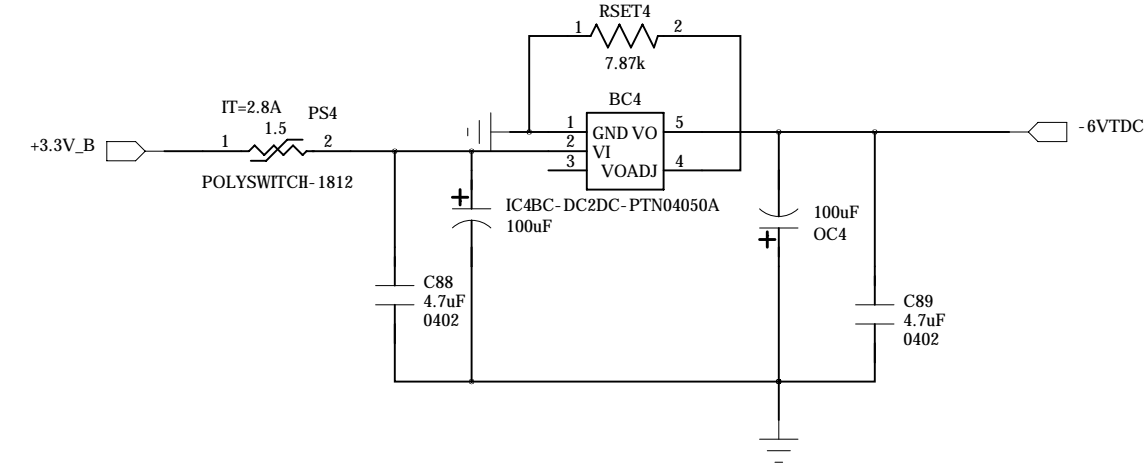 RSET4
1 2
7.87k
IT=2.8A
PS4
1.5
1 2
+3.3V_B
POLYSWITCH-1812
BC4
1 GND VO 5
2 VI
3 VOADJ 4
-6VTDC
+
IC4BC-DC2DC-PTN04050A
100uF
100uF
+ OC4
C88
4.7uF
0402
C89
4.7uF
0402